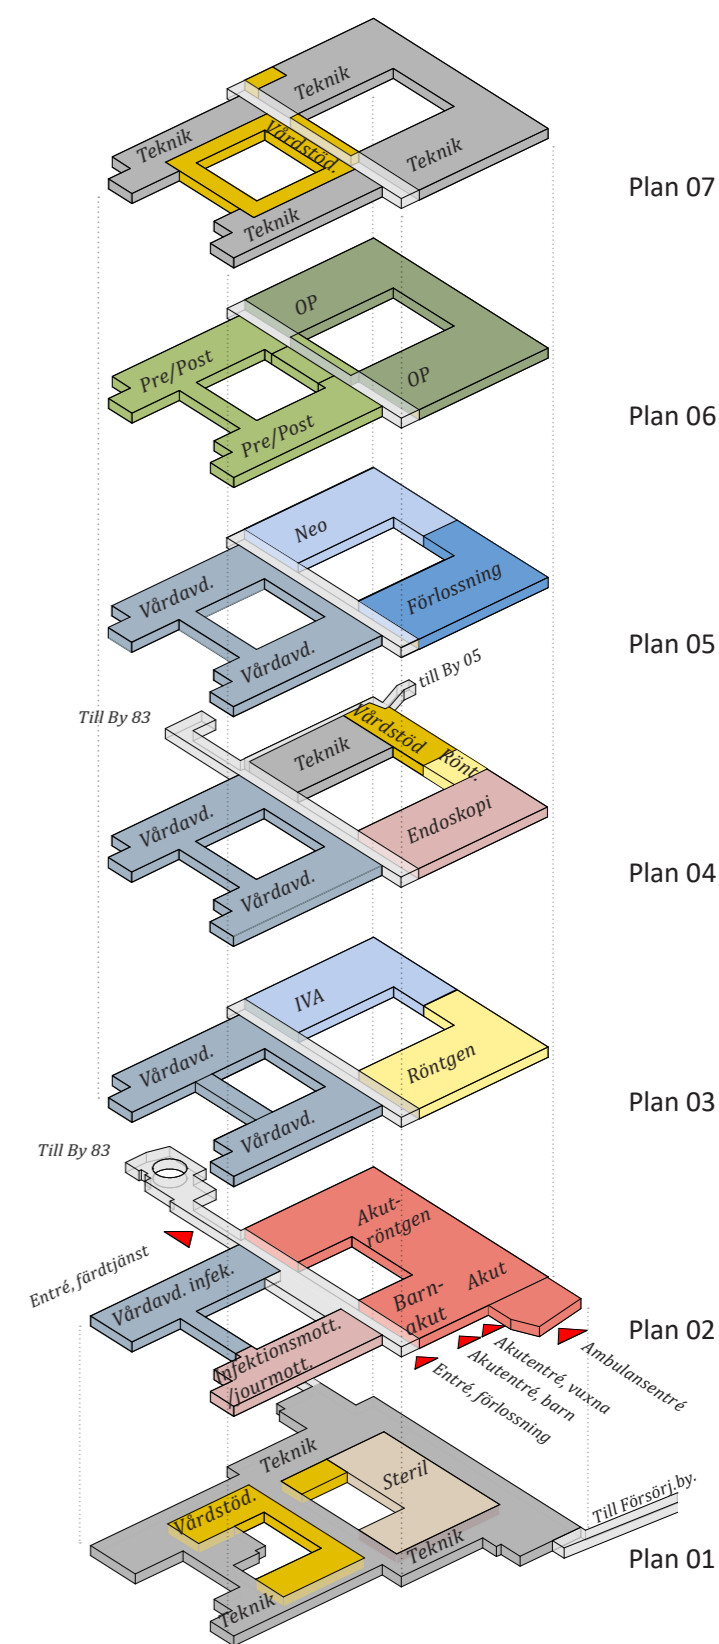 Teknik
Teknik
Vårdstöd.
Teknik
Teknik
Plan 07
OP
Pre/Post
OP
Pre/Post
Plan 06
Neo
Förlossning
Vårdavd.
Vårdavd.
Plan 05
till By 05
Till By 83
Vårdstöd
Teknik
Rönt.
Endoskopi
Vårdavd.
Vårdavd.
Plan 04
IVA
Röntgen
Vårdavd.
Vårdavd.
Plan 03
Till By 83
Akut-
röntgen
Entré, färdtjänst
Vårdavd. infek.
Akut
Barn-
akut
Infektionsmott.
/jourmott.
Plan 02
Ambulansentré
Akutentré, vuxna
Akutentré, barn
Entré, förlossning
Teknik
Steril
Vårdstöd.
Till Försörj.by.
Teknik
Teknik
Plan 01